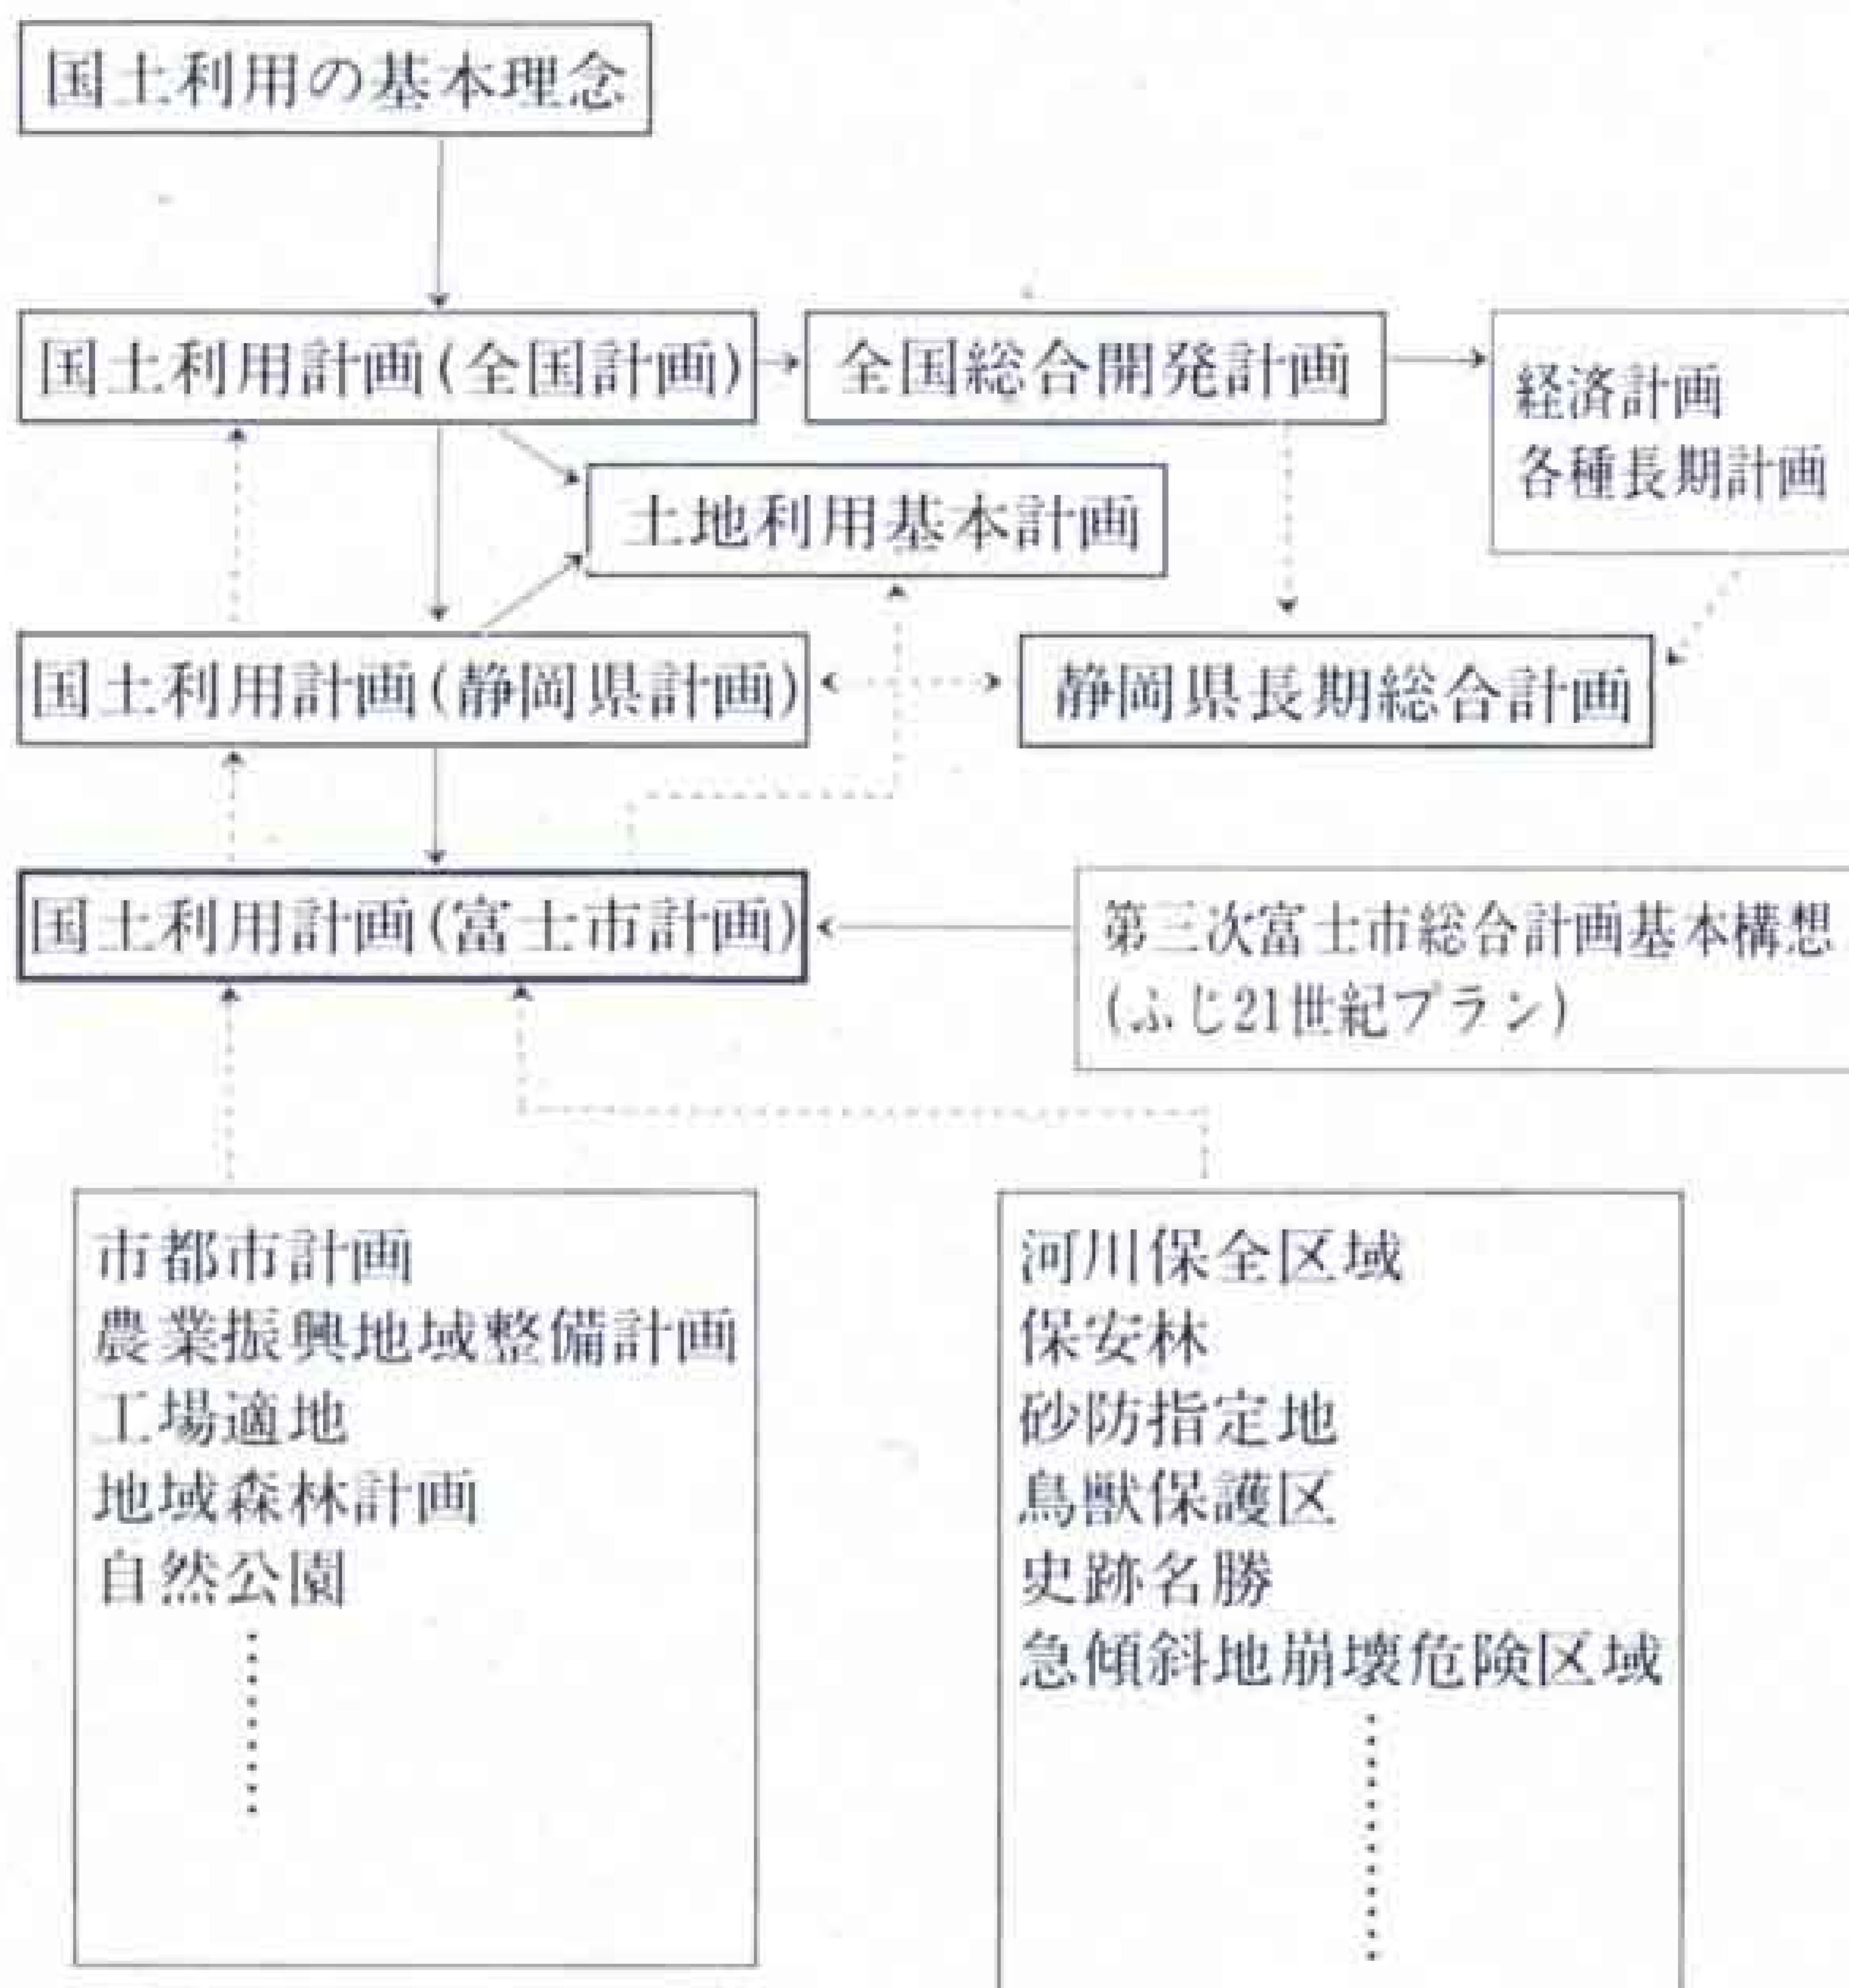 国土利用の基本理念
国土利用計画(全国計画)
全国総合開発計画
経済計画
各種長期計画
土地利用基本計画
国土利用計画(静岡県計画)
静岡県長期総合計画
国土利用計画(富士市計画)
第三次富士市総合計画基本構想
(ふじ21世紀プラン)
市都市計画
農業振興地域整備計画
工場適地
地域森林計画
自然公園
河川保全区域
保安林
砂防指定地
鳥獣保護区
史跡名勝
急傾斜地崩壊危険区域